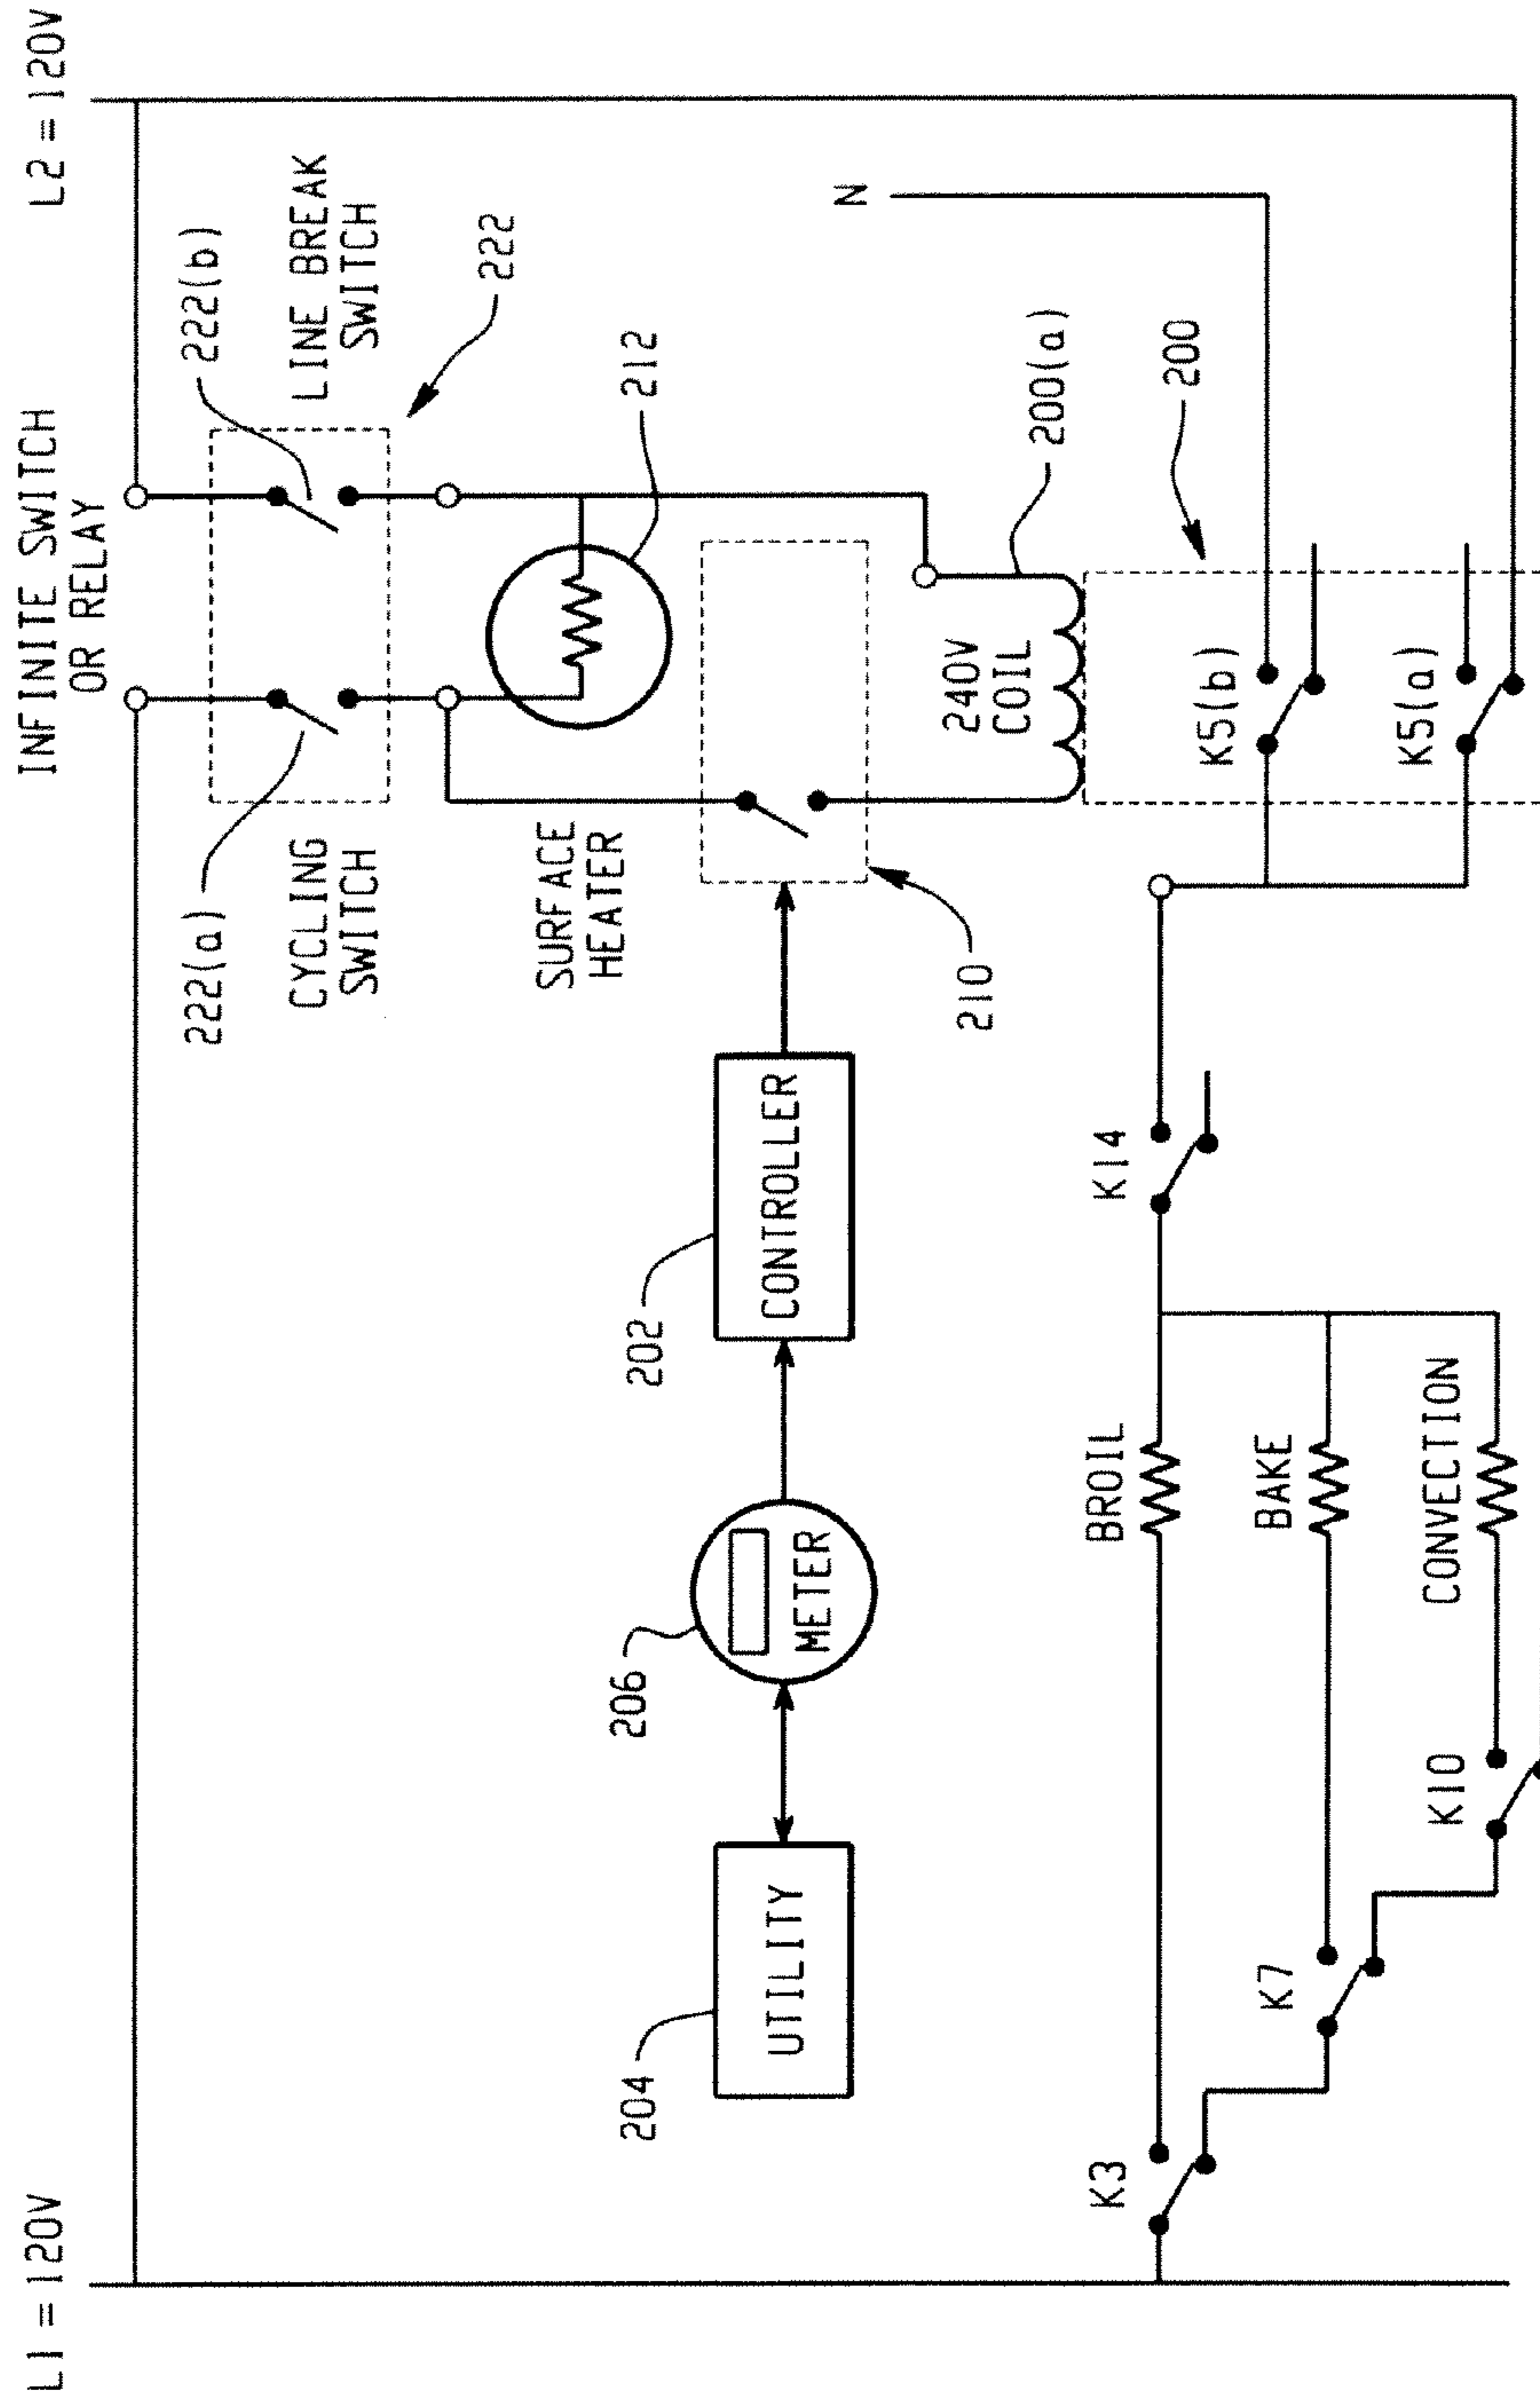 L1 = 120V
INFINITE SWITCH
OR RELAY
L2 = 120V
222(a)
222(b)
CYCLING
SWITCH
LINE BREAK
SWITCH
222
SURFACE
HEATER
212
204
206
202
UTILITY
METER
CONTROLLER
210
N
240V
COIL
200(a)
200
K3
BROIL
K14
K5(b)
K7
BAKE
K10
CONVECTION
K5(a)